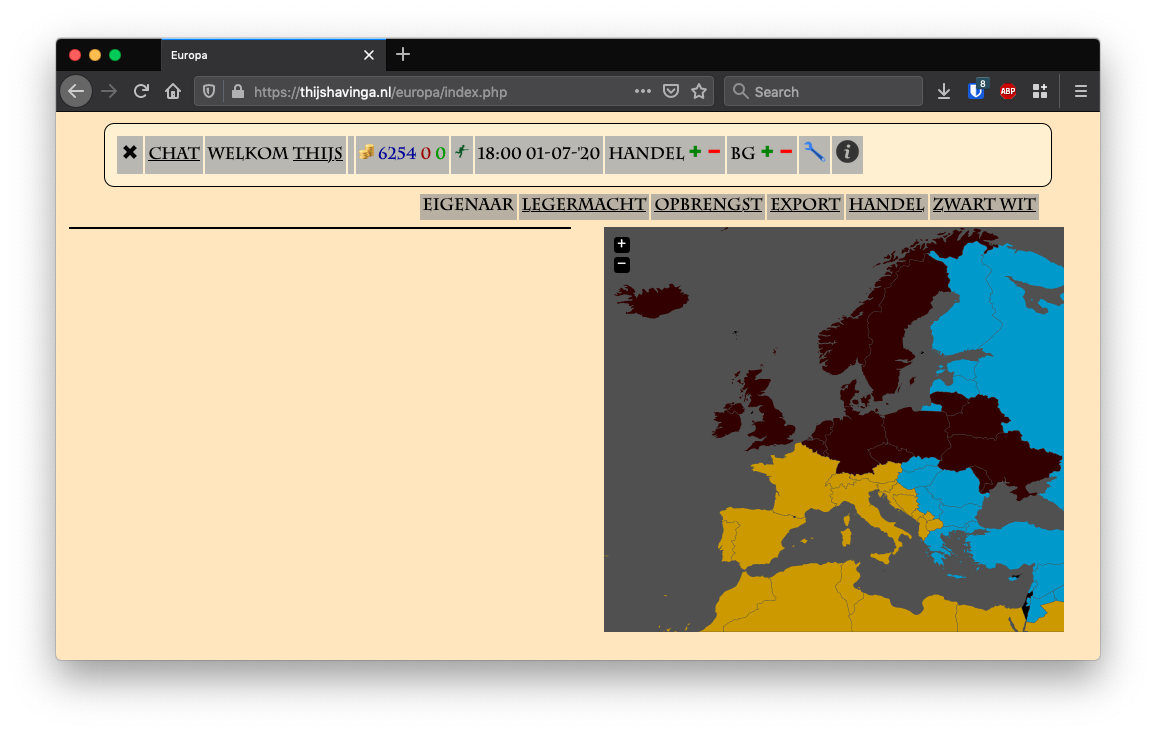 Europa
https://thijshavinga.nl/europa/index.php
Search
8
ABP
CHAT WELKOM THIJS 6254 0 0 18:00 01-07-'20 HANDEL + − BG + − i
EIGENAAR LEGERMACHT OPBRENGST EXPORT HANDEL ZWART WIT
+
−